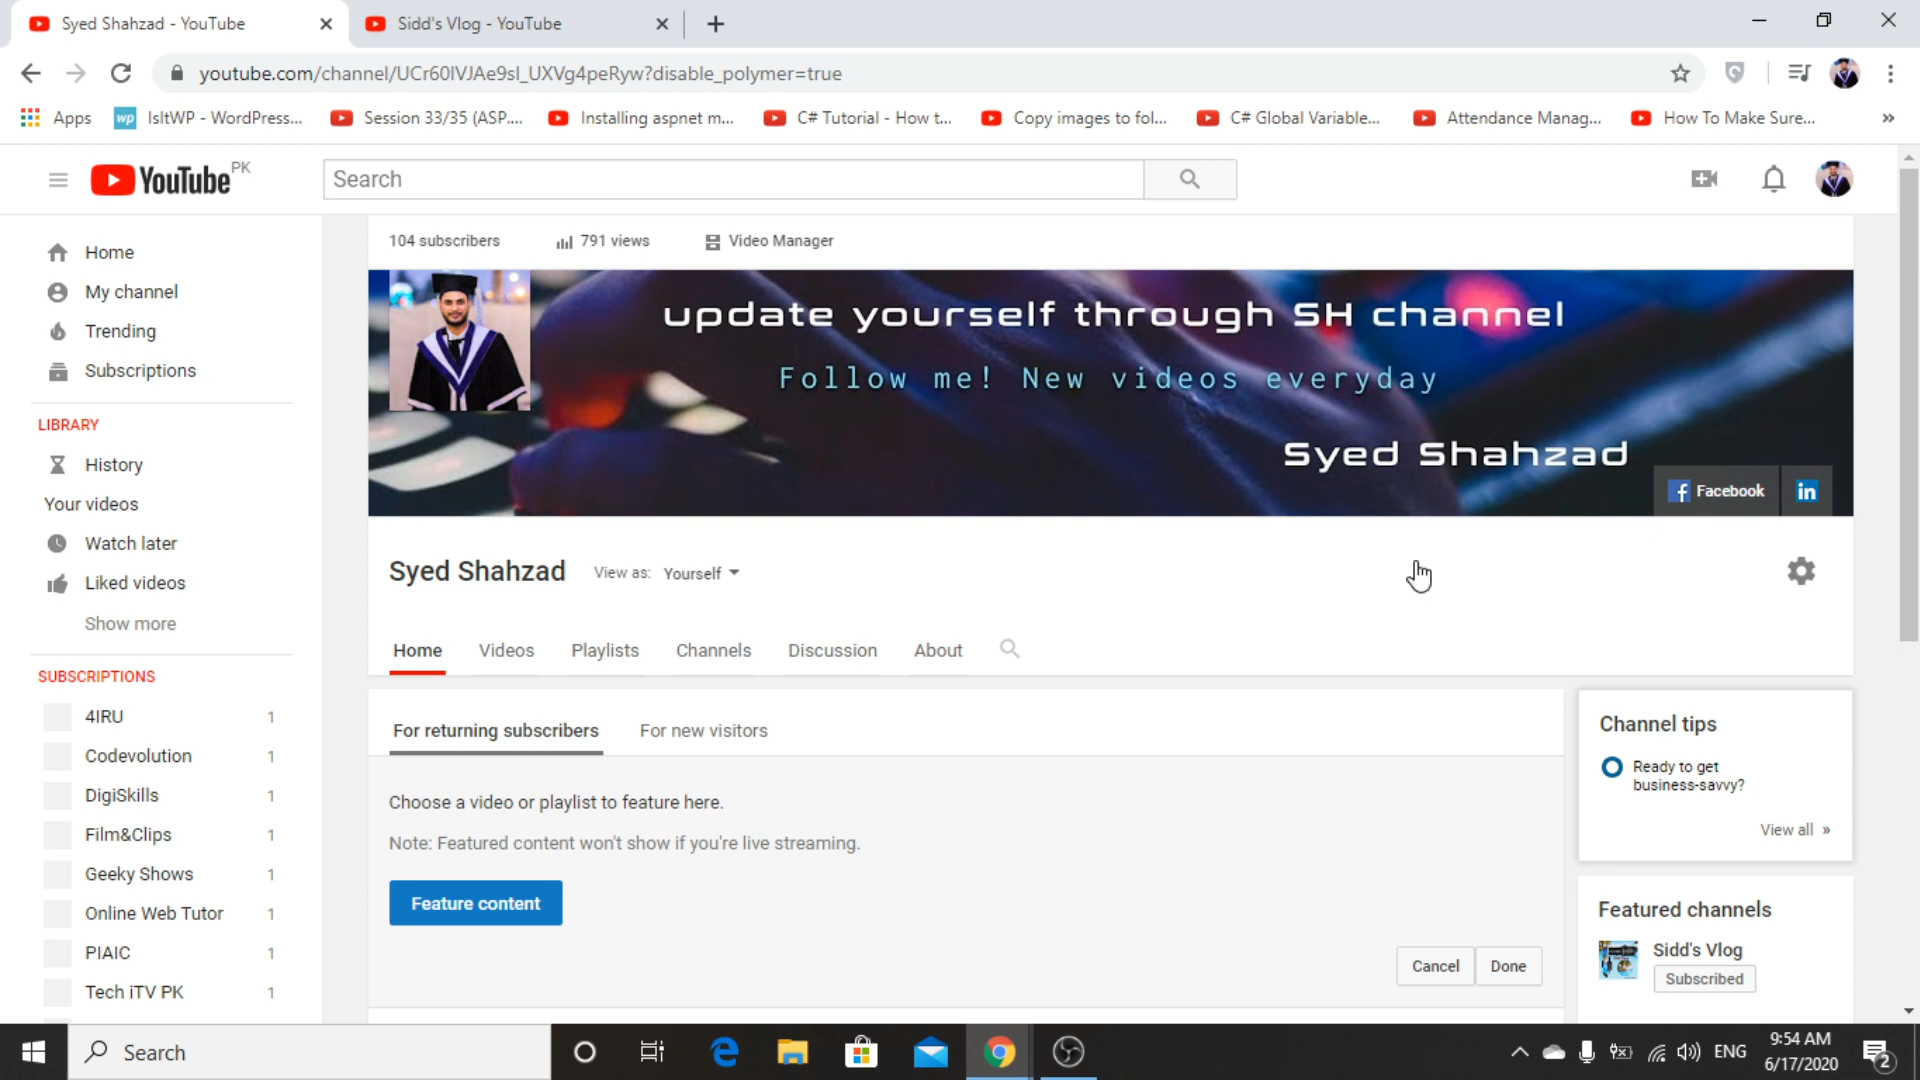 Syed Shahzad - YouTube
Sidd's Vlog - YouTube
youtube.com/channel/UCr60IVJAe9sI_UXVg4peRyw?disable_polymer=true
Apps
wp
IsItWP - WordPress...
Session 33/35 (ASP....
Installing aspnet m...
C# Tutorial - How t...
Copy images to fol...
C# Global Variable...
Attendance Manag...
How To Make Sure...
»
YouTube PK
Search
Home
My channel
Trending
Subscriptions
LIBRARY
History
Your videos
Watch later
Liked videos
Show more
SUBSCRIPTIONS
4IRU 1
Codevolution 1
DigiSkills 1
Film&Clips 1
Geeky Shows 1
Online Web Tutor 1
PIAIC 1
Tech iTV PK 1
104 subscribers
791 views
Video Manager
update yourself through SH channel
Follow me! New videos everyday
Syed Shahzad
f Facebook
in
Syed Shahzad
View as: Yourself
Home
Videos
Playlists
Channels
Discussion
About
For returning subscribers
For new visitors
Choose a video or playlist to feature here.
Note: Featured content won't show if you're live streaming.
Feature content
Cancel
Done
Channel tips
Ready to get
business-savvy?
View all »
Featured channels
Sidd's Vlog
Subscribed
Search
ENG
9:54 AM
6/17/2020
2